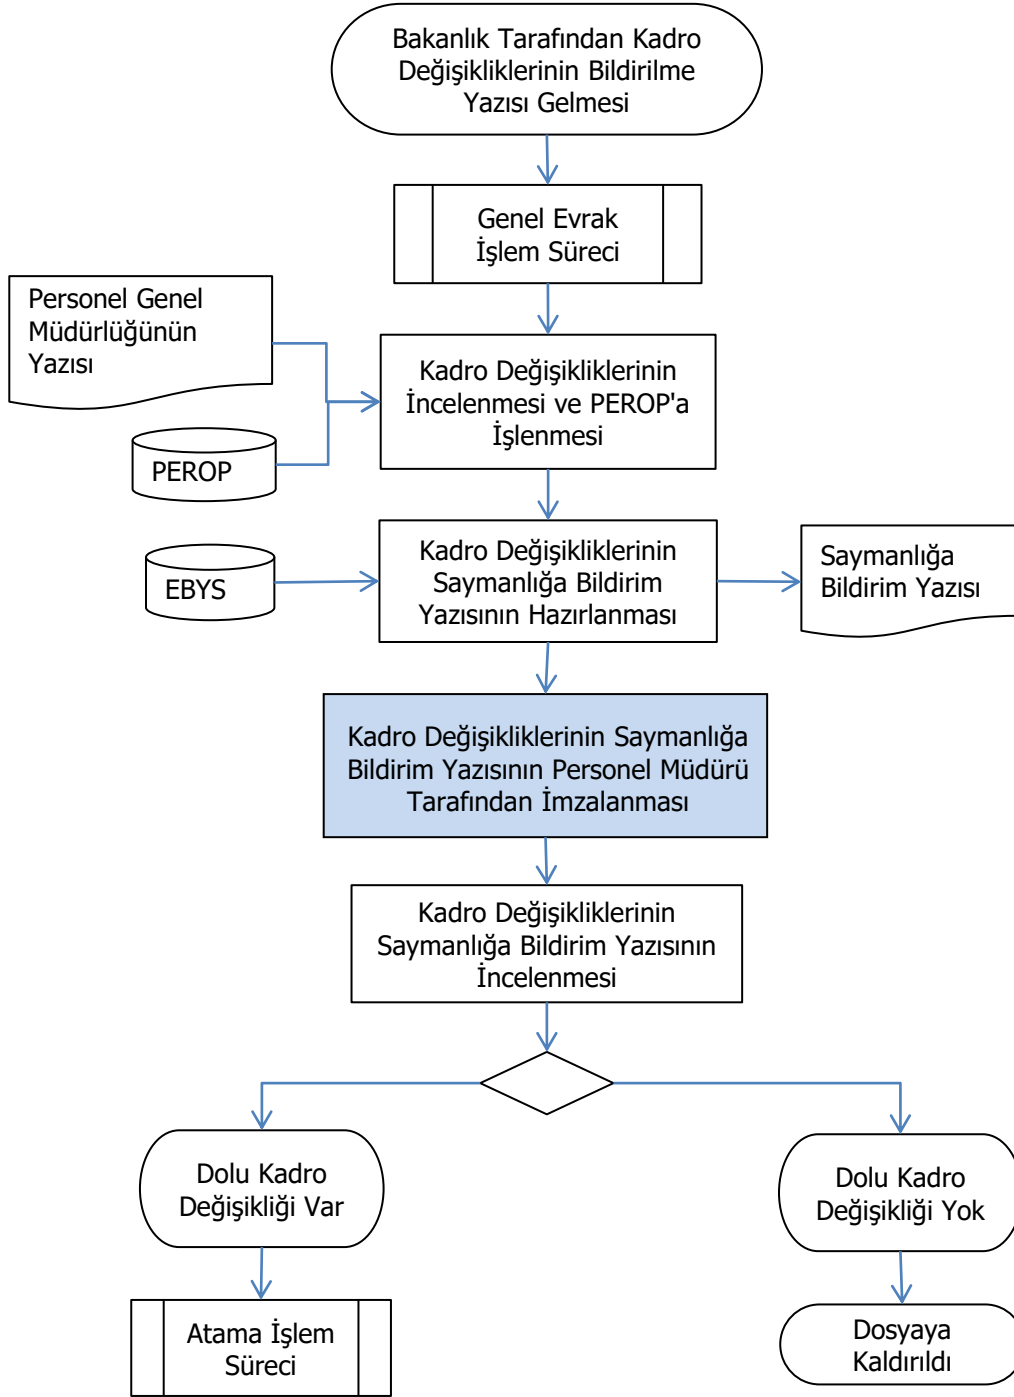 Bakanlık Tarafından Kadro
Değişikliklerinin Bildirilme
Yazısı Gelmesi
Genel Evrak
İşlem Süreci
Personel Genel
Müdürlüğünün
Yazısı
Kadro Değişikliklerinin
İncelenmesi ve PEROP'a
İşlenmesi
PEROP
EBYS
Kadro Değişikliklerinin
Saymanlığa Bildirim
Yazısının Hazırlanması
Saymanlığa
Bildirim Yazısı
Kadro Değişikliklerinin Saymanlığa
Bildirim Yazısının Personel Müdürü
Tarafından İmzalanması
Kadro Değişikliklerinin
Saymanlığa Bildirim Yazısının
İncelenmesi
Dolu Kadro
Değişikliği Var
Dolu Kadro
Değişikliği Yok
Atama İşlem
Süreci
Dosyaya
Kaldırıldı